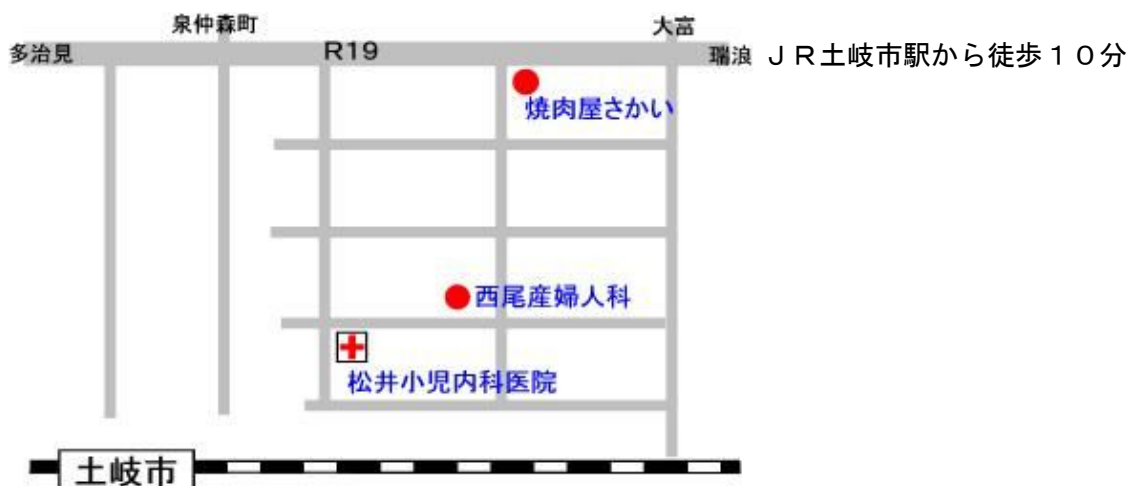 泉仲森町
大富
多治見
R19
瑞浪
JR土岐市駅から徒歩10分
焼肉屋さかい
西尾産婦人科
松井小児内科医院
土岐市